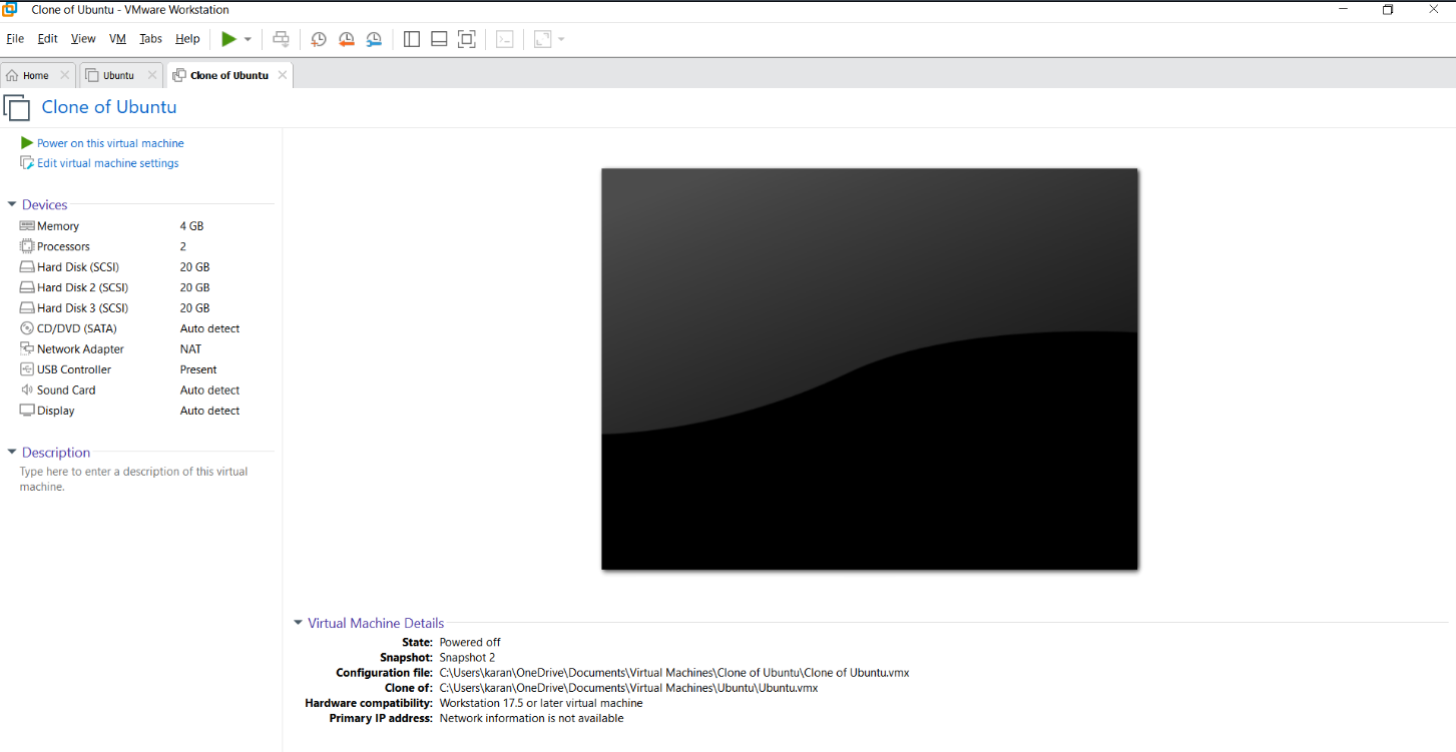 Clone of Ubuntu - VMware Workstation
File Edit View VM Tabs Help
Home Ubuntu Clone of Ubuntu
Clone of Ubuntu
Power on this virtual machine
Edit virtual machine settings
Devices
Memory 4 GB
Processors 2
Hard Disk (SCSI) 20 GB
Hard Disk 2 (SCSI) 20 GB
Hard Disk 3 (SCSI) 20 GB
CD/DVD (SATA) Auto detect
Network Adapter NAT
USB Controller Present
Sound Card Auto detect
Display Auto detect
Description
Type here to enter a description of this virtual
machine.
Virtual Machine Details
State: Powered off
Snapshot: Snapshot 2
Configuration file: C:\Users\karan\OneDrive\Documents\Virtual Machines\Clone of Ubuntu\Clone of Ubuntu.vmx
Clone of: C:\Users\karan\OneDrive\Documents\Virtual Machines\Ubuntu\Ubuntu.vmx
Hardware compatibility: Workstation 17.5 or later virtual machine
Primary IP address: Network information is not available